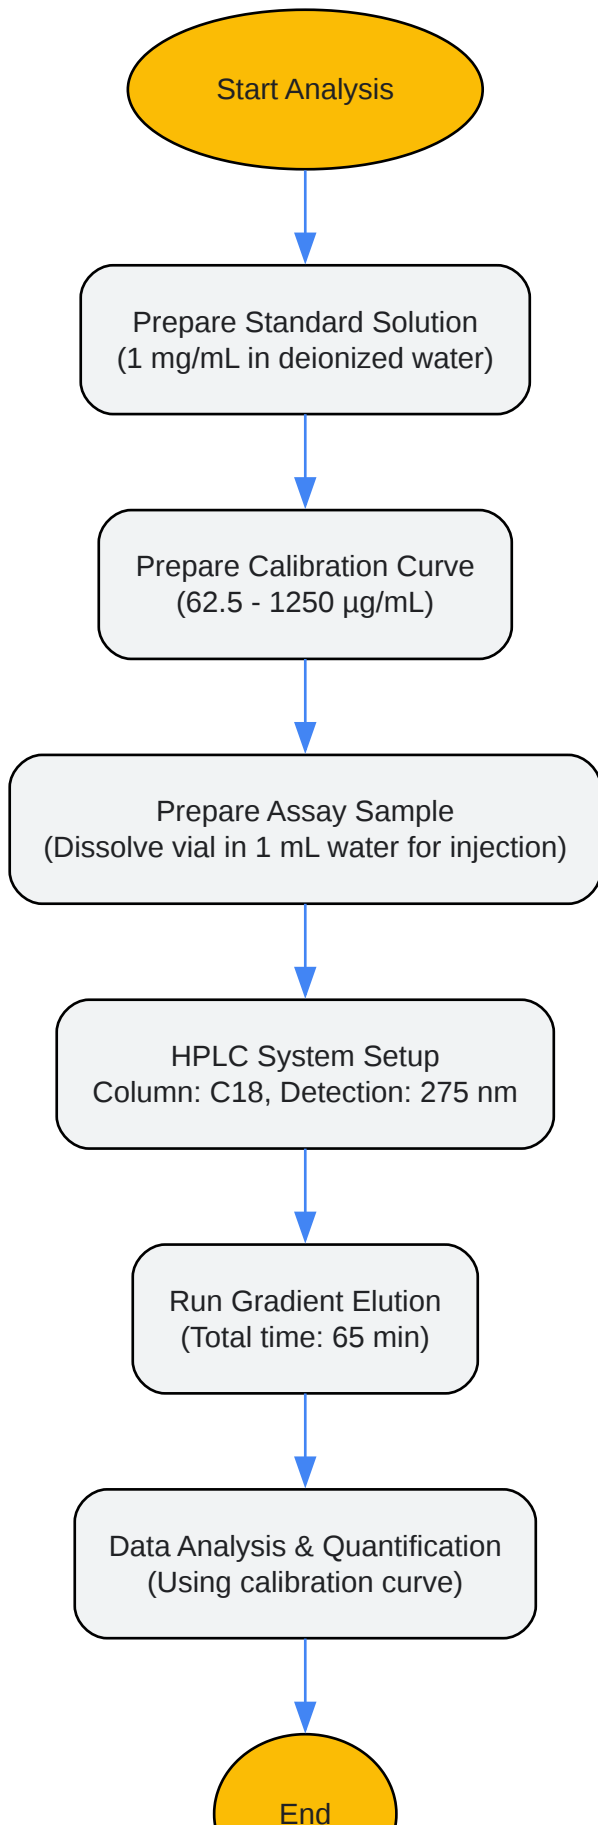 Start Analysis
Prepare Standard Solution
(1 mg/mL in deionized water)
Prepare Calibration Curve
(62.5 - 1250 µg/mL)
Prepare Assay Sample
(Dissolve vial in 1 mL water for injection)
HPLC System Setup
Column: C18, Detection: 275 nm
Run Gradient Elution
(Total time: 65 min)
Data Analysis & Quantification
(Using calibration curve)
End